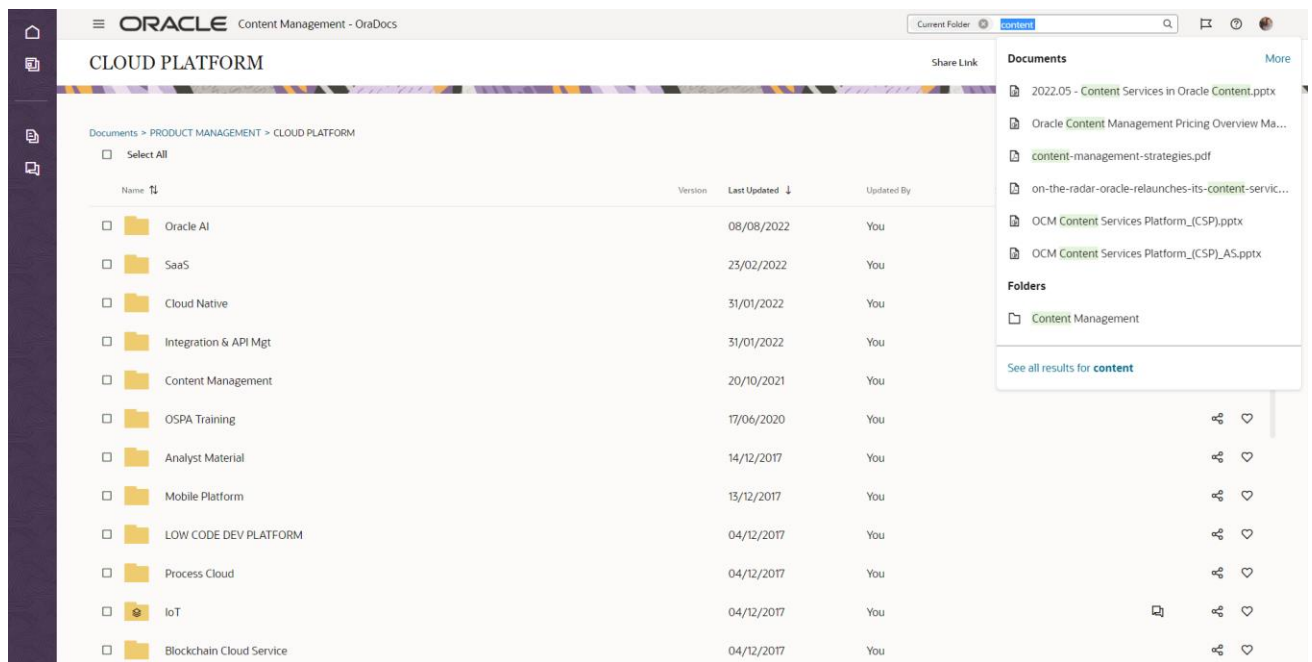 ORACLE Content Management - OraDocs
Current Folder content
CLOUD PLATFORM
Share Link
Documents More
2022.05 - Content Services in Oracle Content.pptx
Oracle Content Management Pricing Overview Ma...
content-management-strategies.pdf
on-the-radar-oracle-relaunches-its-content-servic...
OCM Content Services Platform_(CSP).pptx
OCM Content Services Platform_(CSP)_AS.pptx
Folders
Content Management
See all results for content
Documents > PRODUCT MANAGEMENT > CLOUD PLATFORM
Select All
Name Version Last Updated Updated By
Oracle AI 08/08/2022 You
SaaS 23/02/2022 You
Cloud Native 31/01/2022 You
Integration & API Mgt 31/01/2022 You
Content Management 20/10/2021 You
OSPA Training 17/06/2020 You
Analyst Material 14/12/2017 You
Mobile Platform 13/12/2017 You
LOW CODE DEV PLATFORM 04/12/2017 You
Process Cloud 04/12/2017 You
IoT 04/12/2017 You
Blockchain Cloud Service 04/12/2017 You